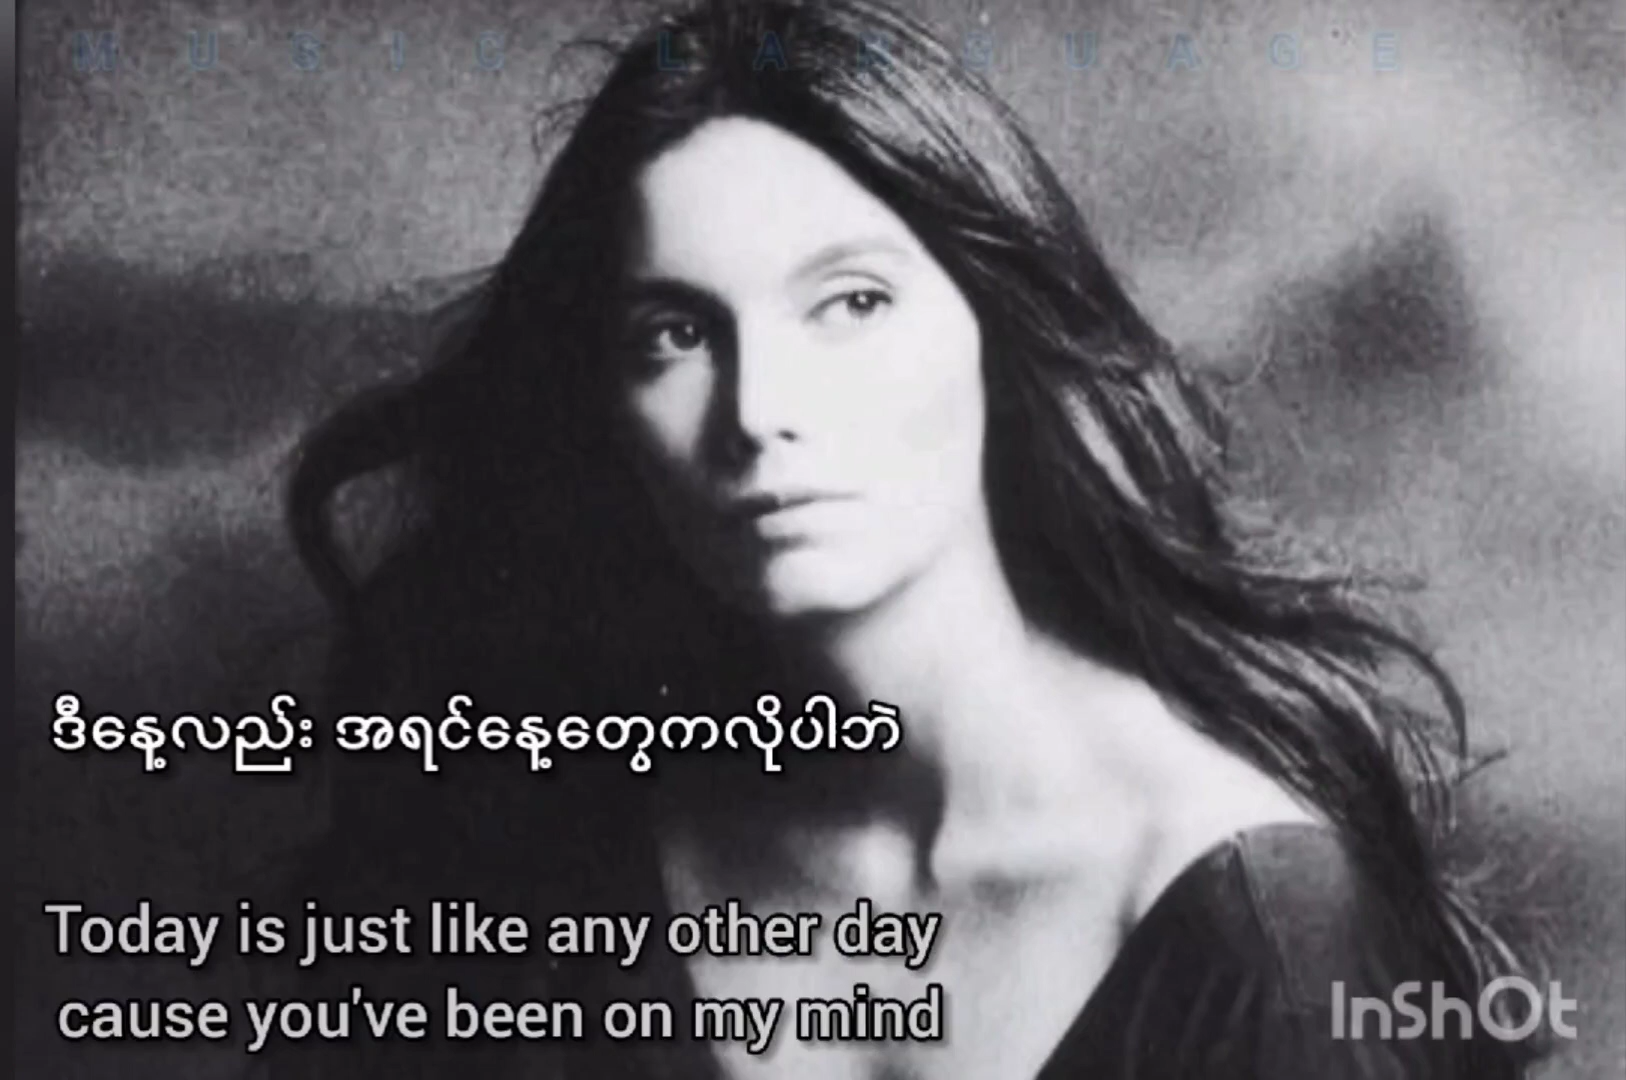 MUSIC LANGUAGE
ဒီနေ့လည်း အရင်နေ့တွေကလိုပါဘဲ
Today is just like any other day
cause you've been on my mind
InShOt